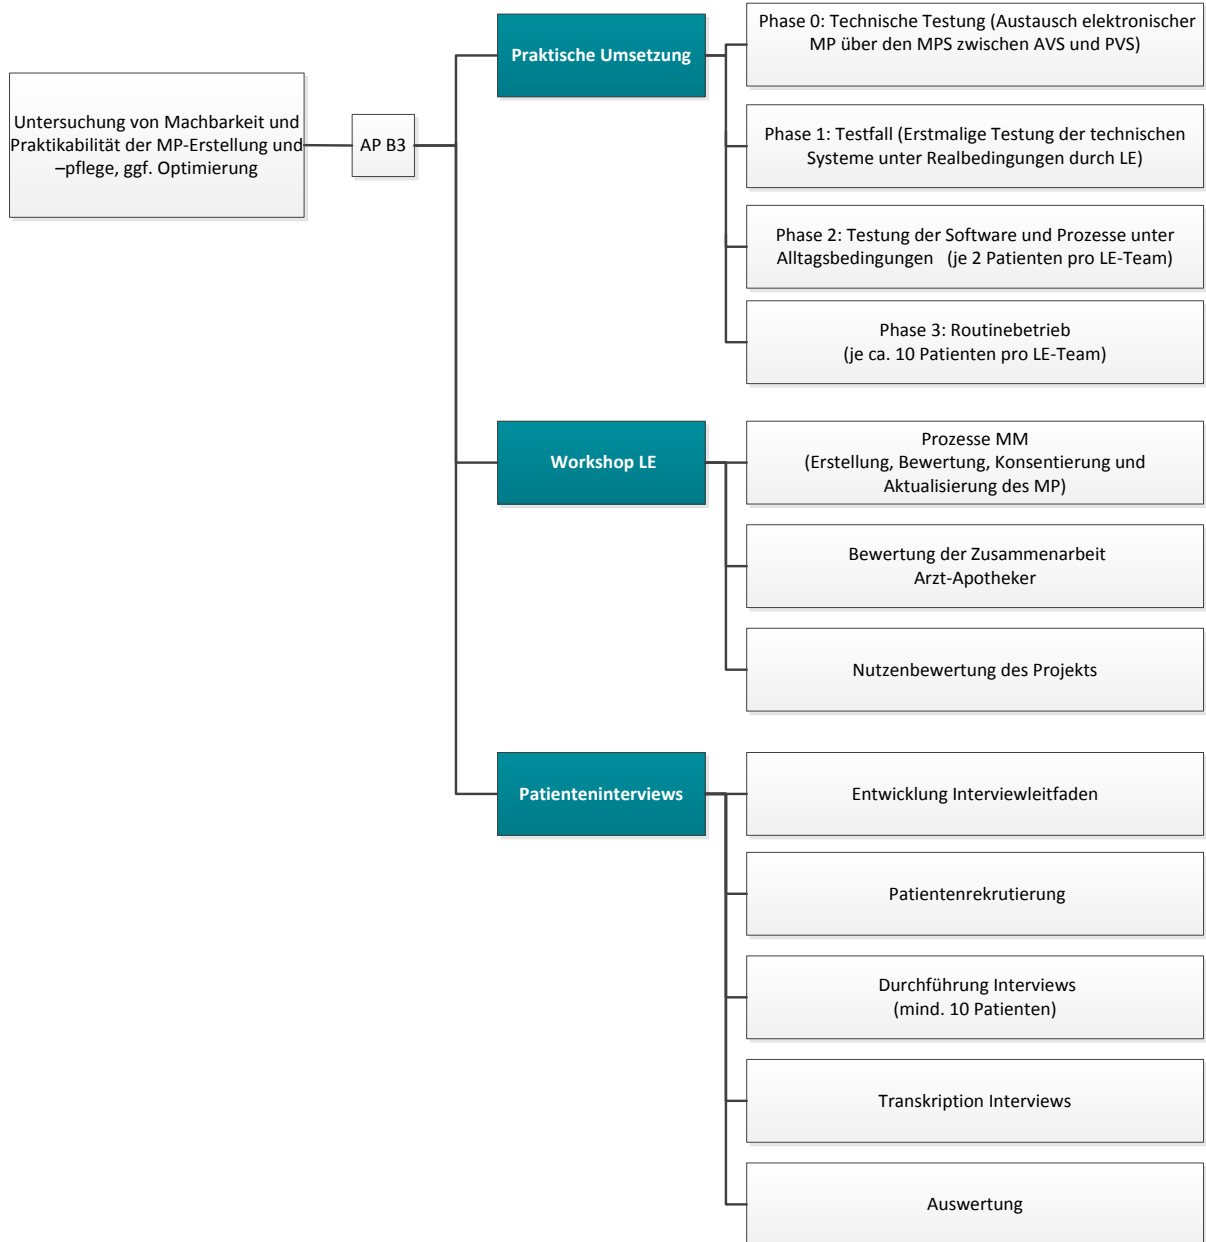 Untersuchung von Machbarkeit und
Praktikabilität der MP-Erstellung und
–pflege, ggf. Optimierung
AP B3
Praktische Umsetzung
Phase 0: Technische Testung (Austausch elektronischer
MP über den MPS zwischen AVS und PVS)
Phase 1: Testfall (Erstmalige Testung der technischen
Systeme unter Realbedingungen durch LE)
Phase 2: Testung der Software und Prozesse unter
Alltagsbedingungen (je 2 Patienten pro LE-Team)
Phase 3: Routinebetrieb
(je ca. 10 Patienten pro LE-Team)
Workshop LE
Prozesse MM
(Erstellung, Bewertung, Konsentierung und
Aktualisierung des MP)
Bewertung der Zusammenarbeit
Arzt-Apotheker
Nutzenbewertung des Projekts
Patienteninterviews
Entwicklung Interviewleitfaden
Patientenrekrutierung
Durchführung Interviews
(mind. 10 Patienten)
Transkription Interviews
Auswertung